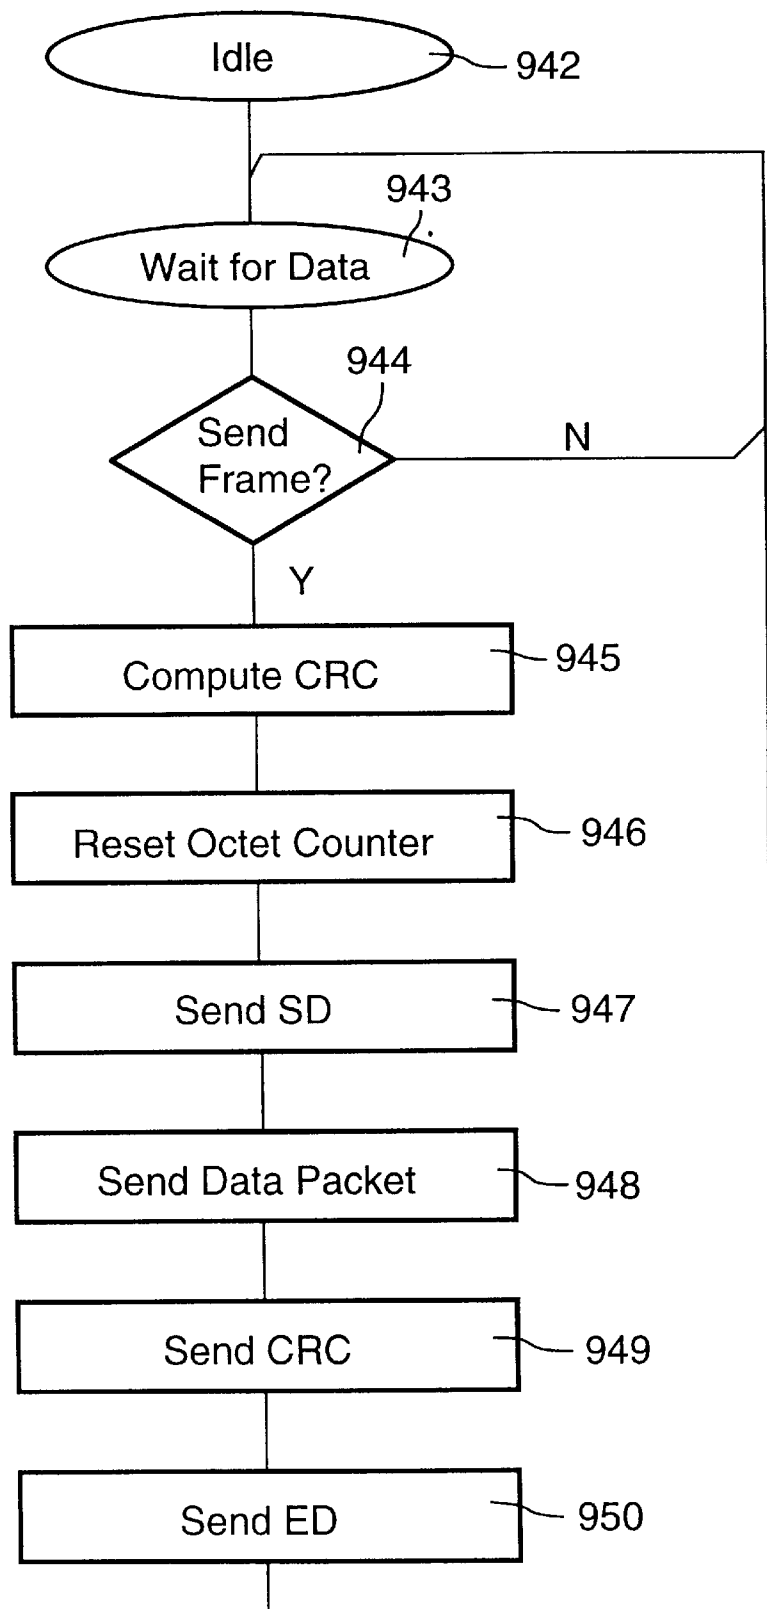 Idle
942
943
Wait for Data
944
Send
Frame?
N
Y
Compute CRC
945
Reset Octet Counter
946
Send SD
947
Send Data Packet
948
Send CRC
949
Send ED
950